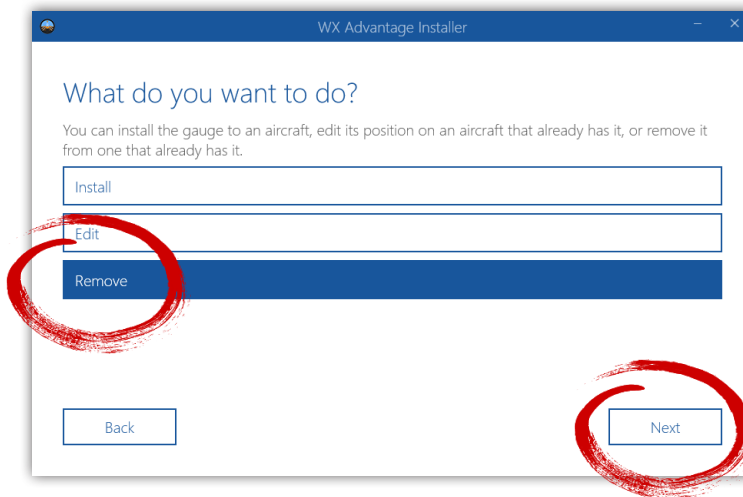 WX Advantage Installer
What do you want to do?
You can install the gauge to an aircraft, edit its position on an aircraft that already has it, or remove it
from one that already has it.
Install
Edit
Remove
Back
Next